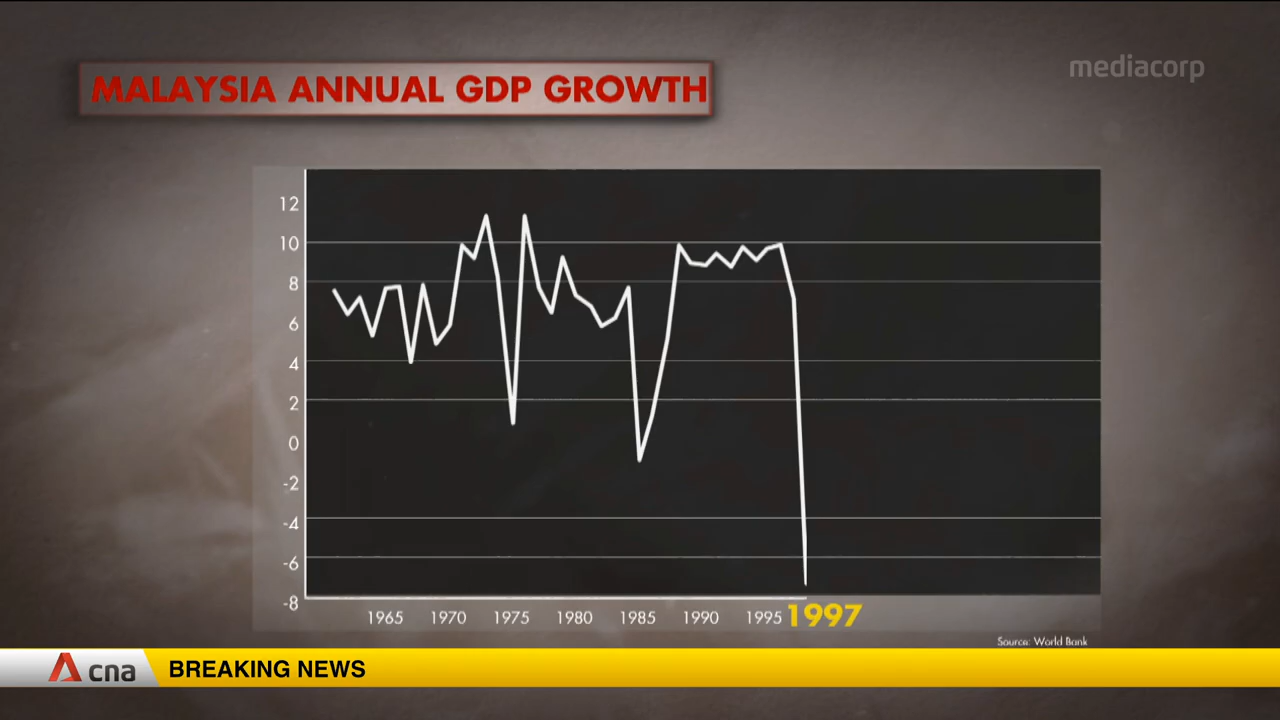 MALAYSIA ANNUAL GDP GROWTH
mediacorp
12
10
8
6
4
2
0
-2
-4
-6
-8
1965 1970 1975 1980 1985 1990 1995 1997
Source: World Bank
cna BREAKING NEWS